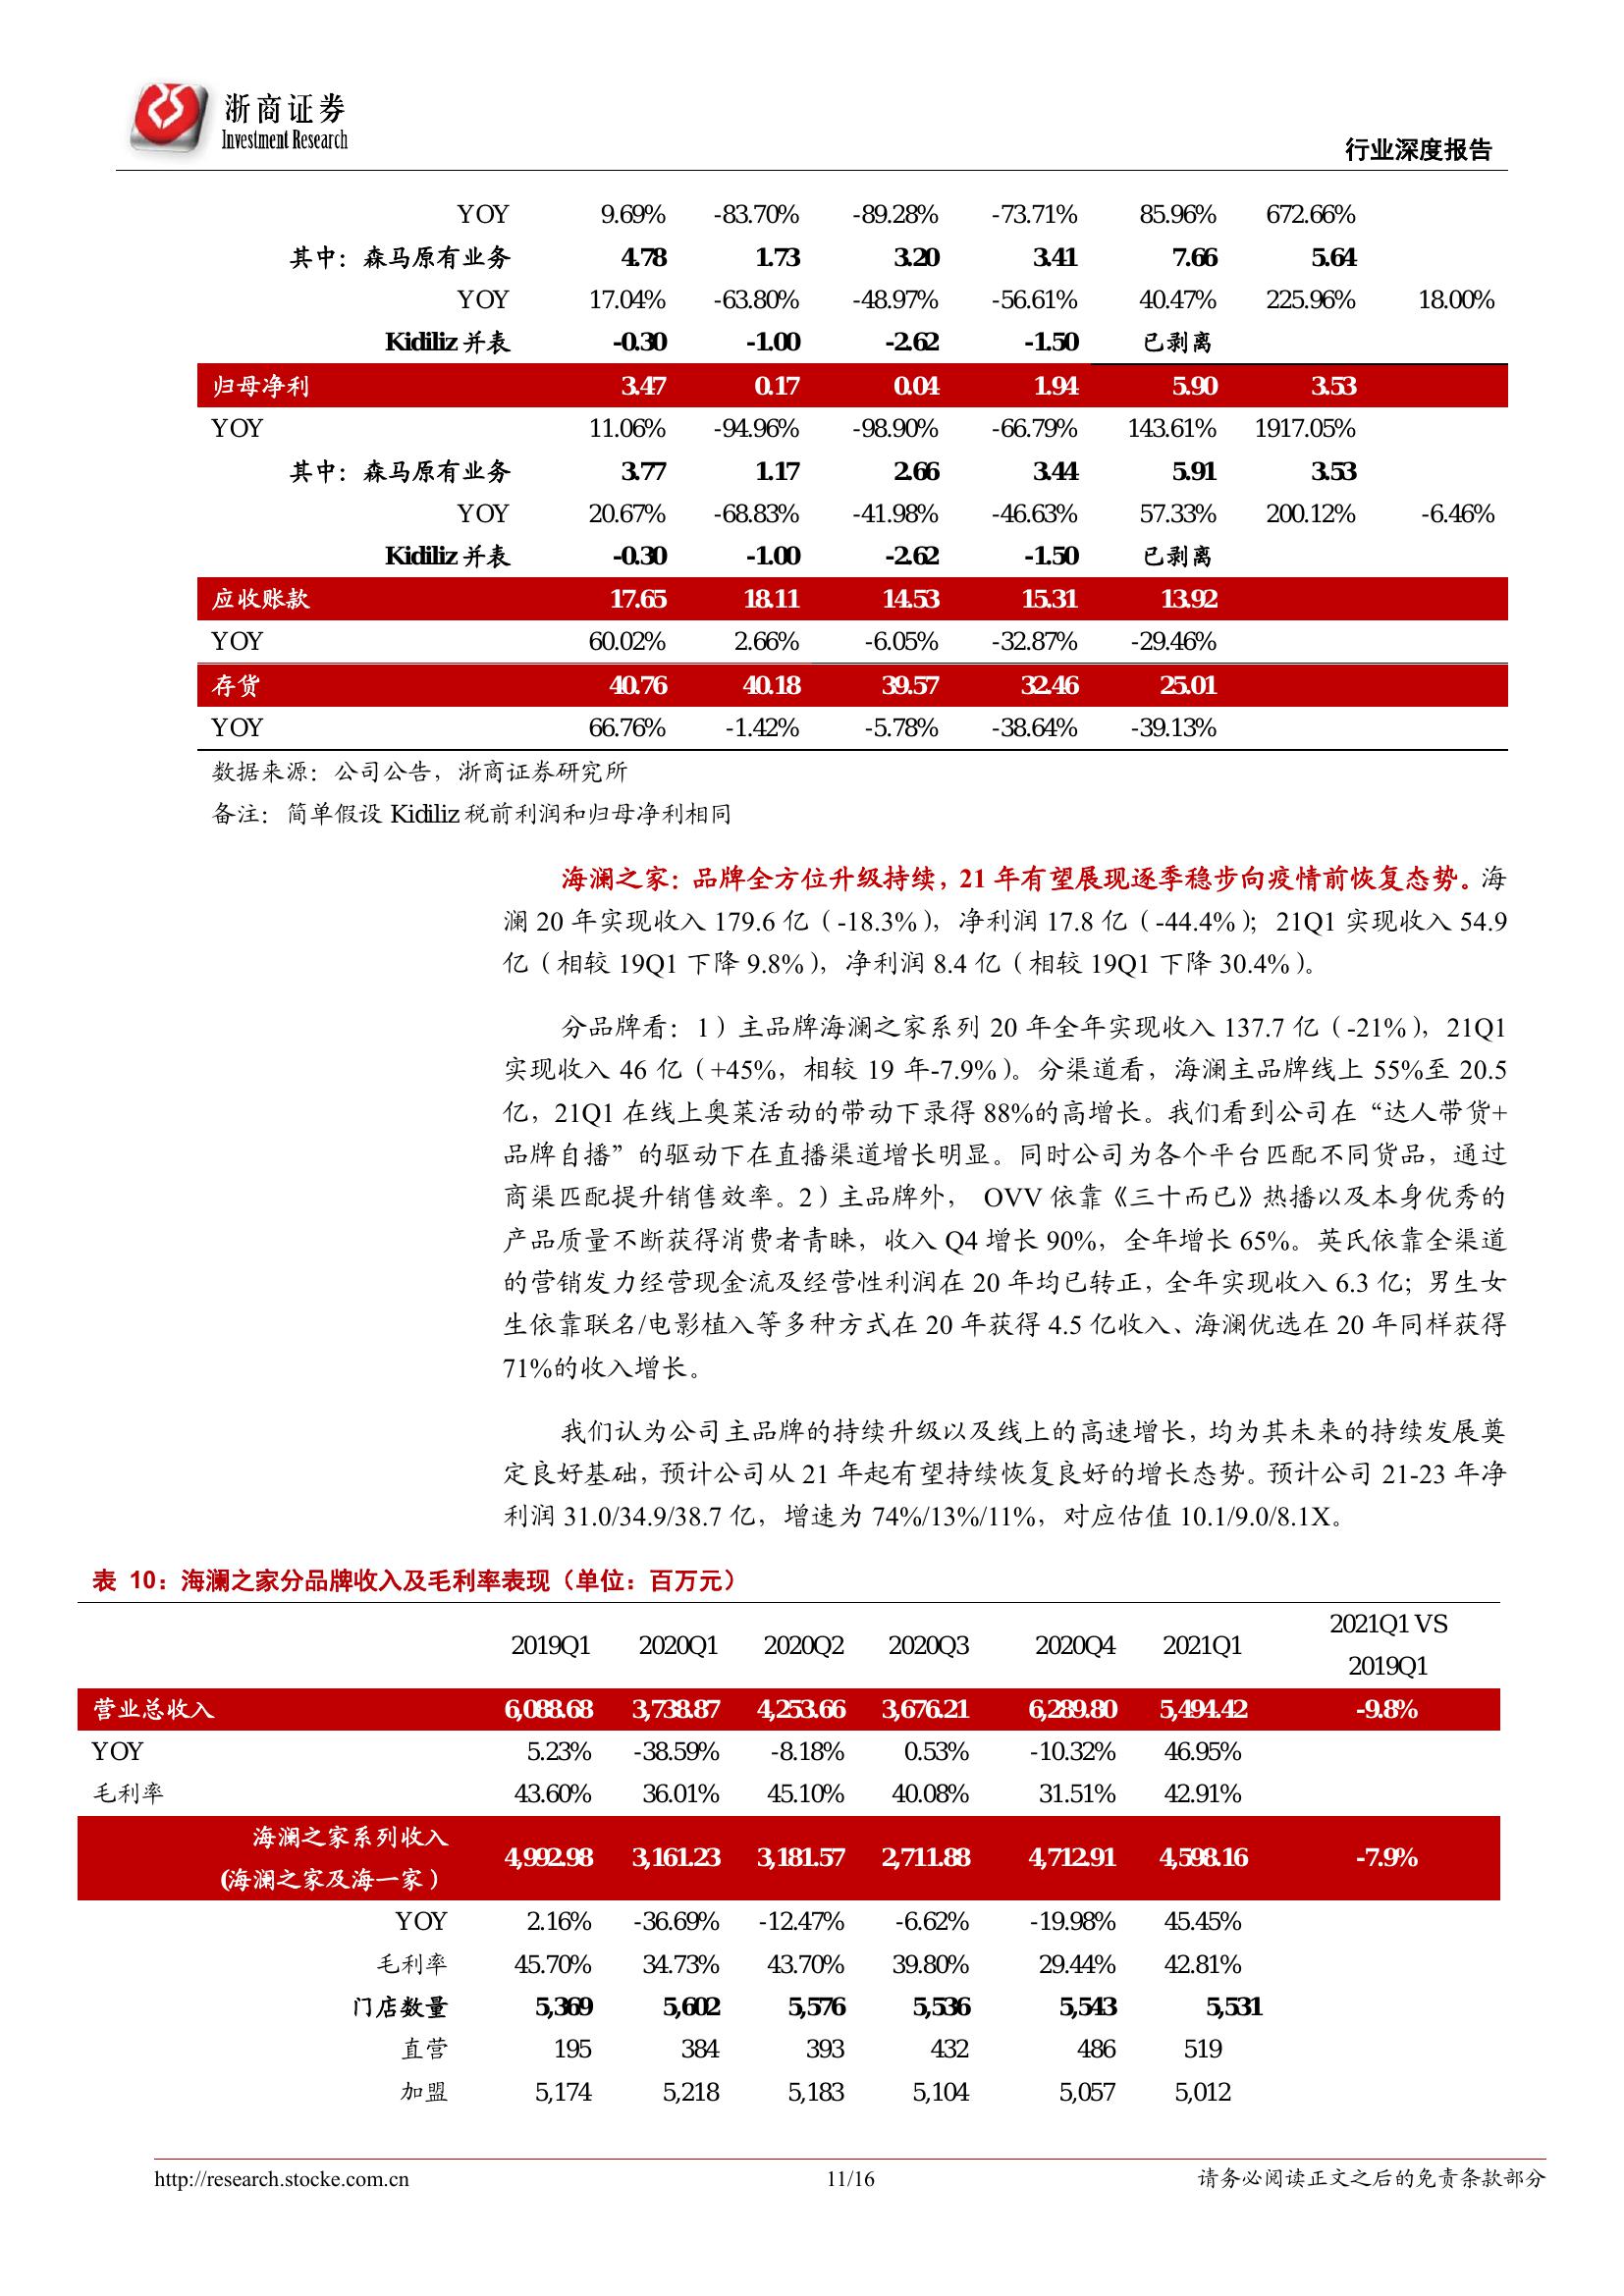 浙商证券
Investment Research
行业深度报告
YOY 9.69% -83.70% -89.28% -73.71% 85.96% 672.66%
其中：森马原有业务 4.78 1.73 3.20 3.41 7.66 5.64
YOY 17.04% -63.80% -48.97% -56.61% 40.47% 225.96% 18.00%
Kidiliz 并表 -0.30 -1.00 -2.62 -1.50 已剥离
归母净利 3.47 0.17 0.04 1.94 5.90 3.53
YOY 11.06% -94.96% -98.90% -66.79% 143.61% 1917.05%
其中：森马原有业务 3.77 1.17 2.66 3.44 5.91 3.53
YOY 20.67% -68.83% -41.98% -46.63% 57.33% 200.12% -6.46%
Kidiliz 并表 -0.30 -1.00 -2.62 -1.50 已剥离
应收账款 17.65 18.11 14.53 15.31 13.92
YOY 60.02% 2.66% -6.05% -32.87% -29.46%
存货 40.76 40.18 39.57 32.46 25.01
YOY 66.76% -1.42% -5.78% -38.64% -39.13%
数据来源：公司公告，浙商证券研究所
备注：简单假设 Kidiliz 税前利润和归母净利相同
海澜之家：品牌全方位升级持续，21 年有望展现逐季稳步向疫情前恢复态势。海
澜 20 年实现收入 179.6 亿（-18.3%），净利润 17.8 亿（-44.4%）；21Q1 实现收入 54.9
亿（相较 19Q1 下降 9.8%），净利润 8.4 亿（相较 19Q1 下降 30.4%）。
分品牌看：1）主品牌海澜之家系列 20 年全年实现收入 137.7 亿（-21%），21Q1
实现收入 46 亿（+45%，相较 19 年-7.9%）。分渠道看，海澜主品牌线上 55%至 20.5
亿，21Q1 在线上奥莱活动的带动下录得 88%的高增长。我们看到公司在“达人带货+
品牌自播”的驱动下在直播渠道增长明显。同时公司为各个平台匹配不同货品，通过
商渠匹配提升销售效率。2）主品牌外， OVV 依靠《三十而已》热播以及本身优秀的
产品质量不断获得消费者青睐，收入 Q4 增长 90%，全年增长 65%。英氏依靠全渠道
的营销发力经营现金流及经营性利润在 20 年均已转正，全年实现收入 6.3 亿；男生女
生依靠联名/电影植入等多种方式在 20 年获得 4.5 亿收入、海澜优选在 20 年同样获得
71%的收入增长。
我们认为公司主品牌的持续升级以及线上的高速增长，均为其未来的持续发展奠
定良好基础，预计公司从 21 年起有望持续恢复良好的增长态势。预计公司 21-23 年净
利润 31.0/34.9/38.7 亿，增速为 74%/13%/11%，对应估值 10.1/9.0/8.1X。
表 10：海澜之家分品牌收入及毛利率表现（单位：百万元）
2019Q1 2020Q1 2020Q2 2020Q3 2020Q4 2021Q1 2021Q1 VS
2019Q1
营业总收入 6,088.68 3,738.87 4,253.66 3,676.21 6,289.80 5,494.42 -9.8%
YOY 5.23% -38.59% -8.18% 0.53% -10.32% 46.95%
毛利率 43.60% 36.01% 45.10% 40.08% 31.51% 42.91%
海澜之家系列收入
(海澜之家及海一家） 4,992.98 3,161.23 3,181.57 2,711.88 4,712.91 4,598.16 -7.9%
YOY 2.16% -36.69% -12.47% -6.62% -19.98% 45.45%
毛利率 45.70% 34.73% 43.70% 39.80% 29.44% 42.81%
门店数量 5,369 5,602 5,576 5,536 5,543 5,531
直营 195 384 393 432 486 519
加盟 5,174 5,218 5,183 5,104 5,057 5,012
http://research.stocke.com.cn 11/16 请务必阅读正文之后的免责条款部分